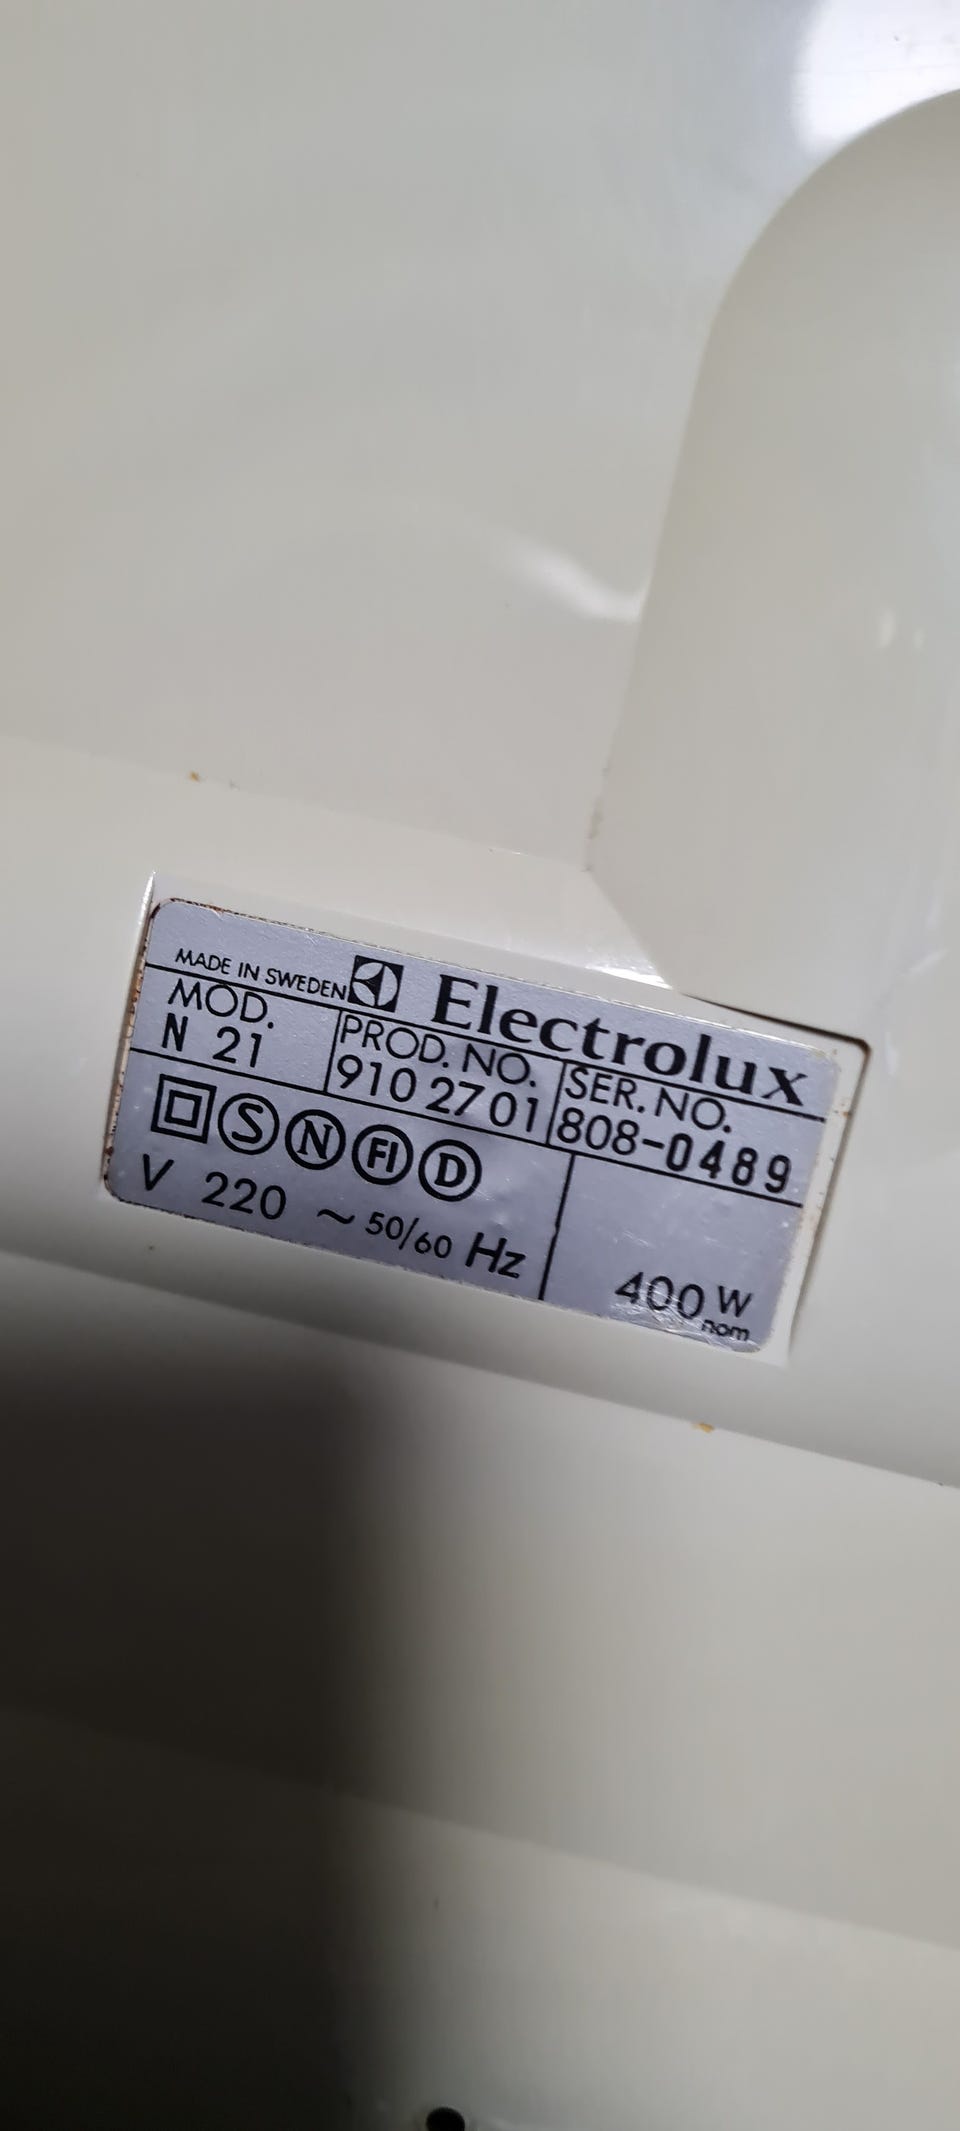 MADE IN SWEDEN Electrolux
MOD. PROD. NO. SER. NO.
N 21 910 27 01 808-0489
S N FI D
V 220 ~ 50/60 Hz 400 W
nom